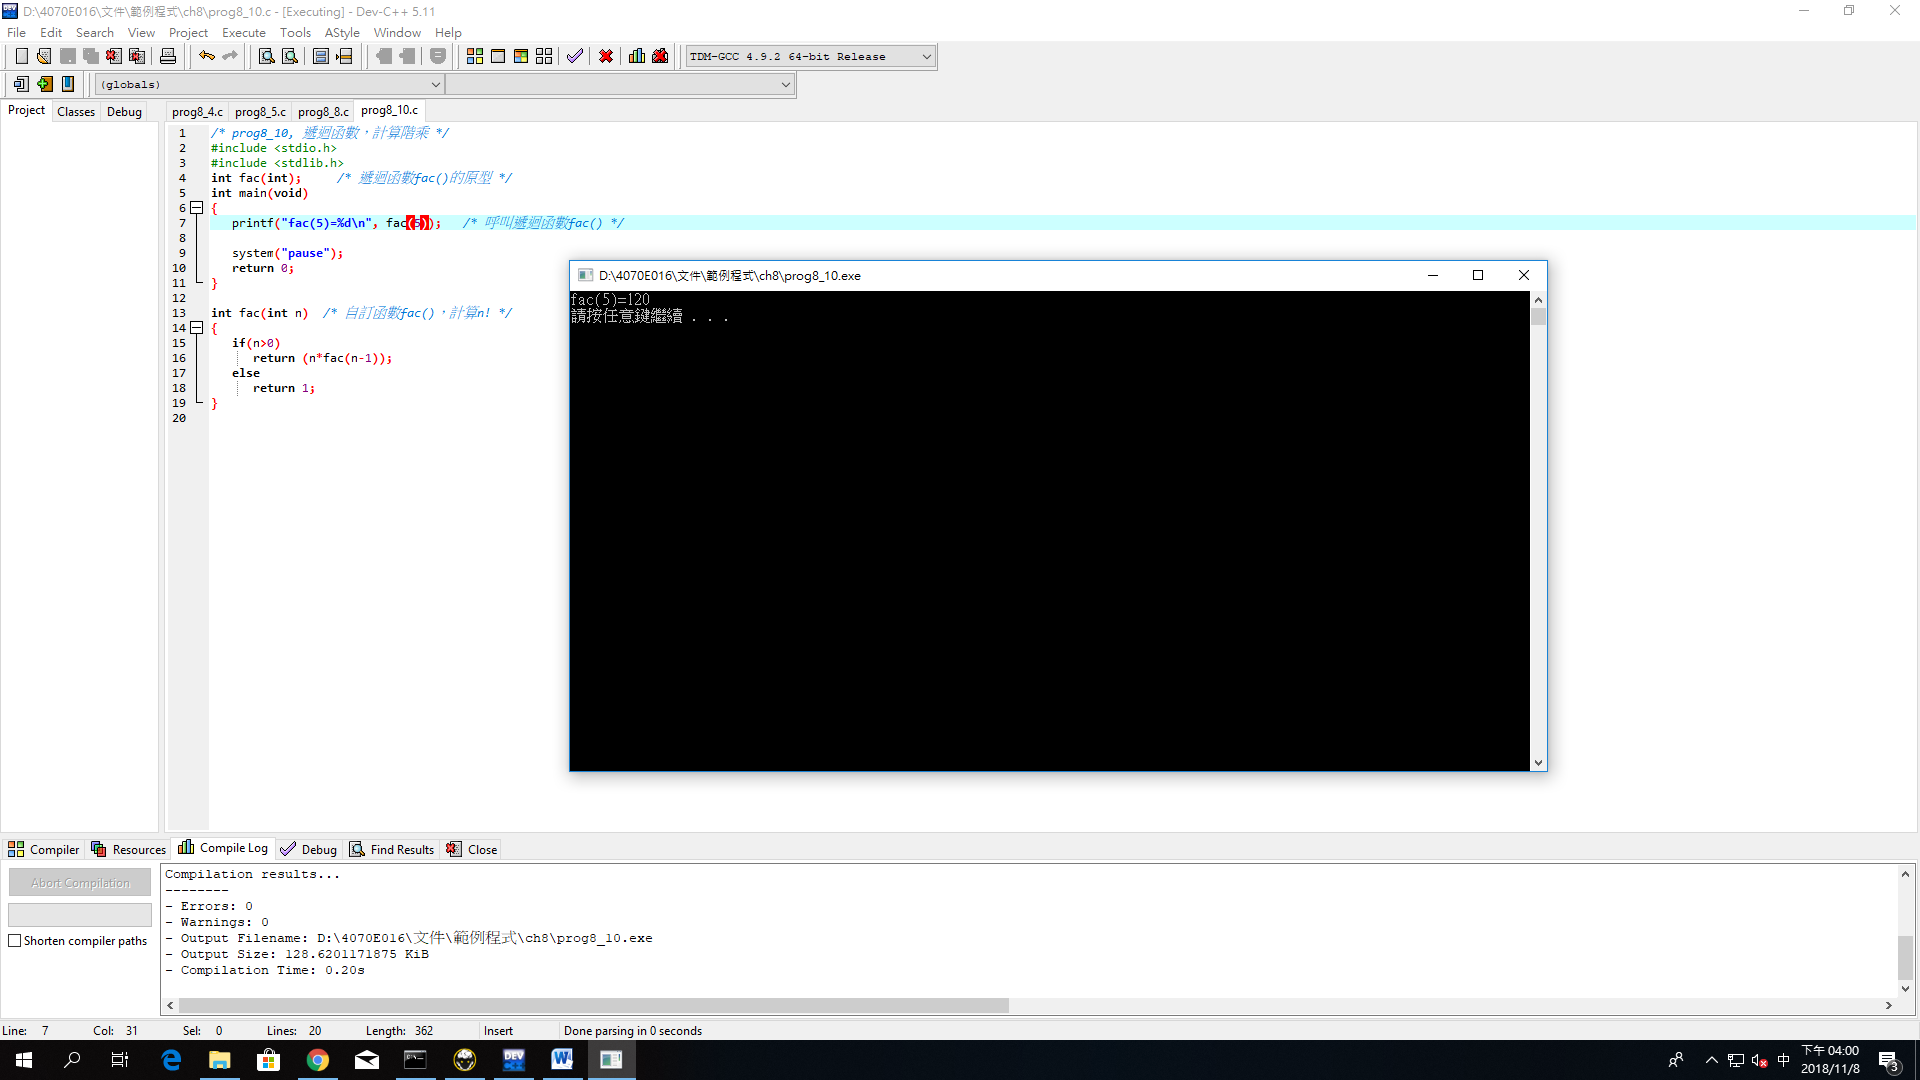 D:\4070E016\文件\範例程式\ch8\prog8_10.c - [Executing] - Dev-C++ 5.11
File Edit Search View Project Execute Tools AStyle Window Help
TDM-GCC 4.9.2 64-bit Release
(globals)
Project Classes Debug
prog8_4.c prog8_5.c prog8_8.c prog8_10.c
1 /* prog8_10, 遞迴函數，計算階乘 */
2 #include <stdio.h>
3 #include <stdlib.h>
4 int fac(int); /* 遞迴函數fac()的原型 */
5 int main(void)
6 {
7 printf("fac(5)=%d\n", fac(5)); /* 呼叫遞迴函數fac() */
8
9 system("pause");
10 return 0;
11 }
12
13 int fac(int n) /* 自訂函數fac()，計算n! */
14 {
15 if(n>0)
16 return (n*fac(n-1));
17 else
18 return 1;
19 }
20
D:\4070E016\文件\範例程式\ch8\prog8_10.exe
fac(5)=120
請按任意鍵繼續 . . .
Compiler Resources Compile Log Debug Find Results Close
Abort Compilation
Shorten compiler paths
Compilation results...
--------
- Errors: 0
- Warnings: 0
- Output Filename: D:\4070E016\文件\範例程式\ch8\prog8_10.exe
- Output Size: 128.6201171875 KiB
- Compilation Time: 0.20s
Line: 7 Col: 31 Sel: 0 Lines: 20 Length: 362 Insert Done parsing in 0 seconds
DEV C++
中
下午 04:00
2018/11/8
3